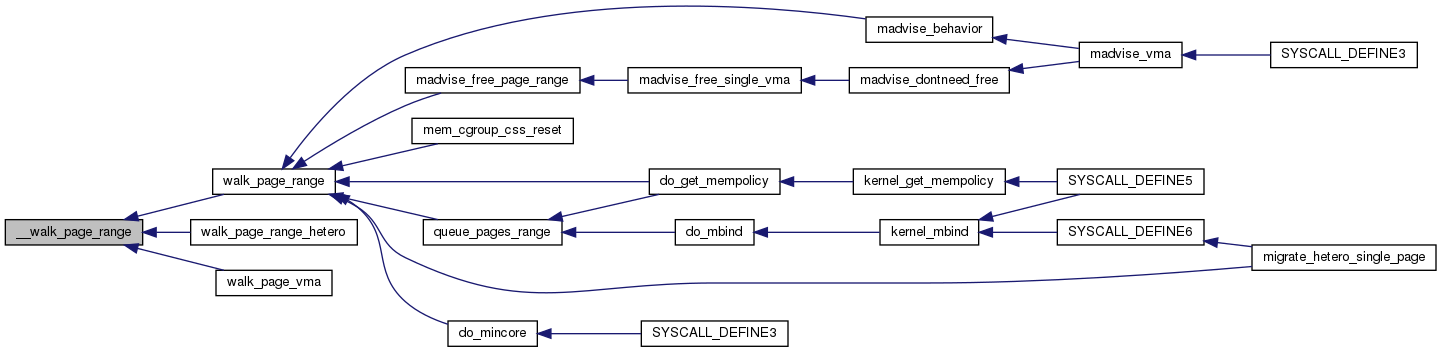 madvise_behavior
madvise_vma
SYSCALL_DEFINE3
madvise_free_page_range
madvise_free_single_vma
madvise_dontneed_free
mem_cgroup_css_reset
walk_page_range
do_get_mempolicy
kernel_get_mempolicy
SYSCALL_DEFINE5
__walk_page_range
walk_page_range_hetero
queue_pages_range
do_mbind
kernel_mbind
SYSCALL_DEFINE6
migrate_hetero_single_page
walk_page_vma
do_mincore
SYSCALL_DEFINE3